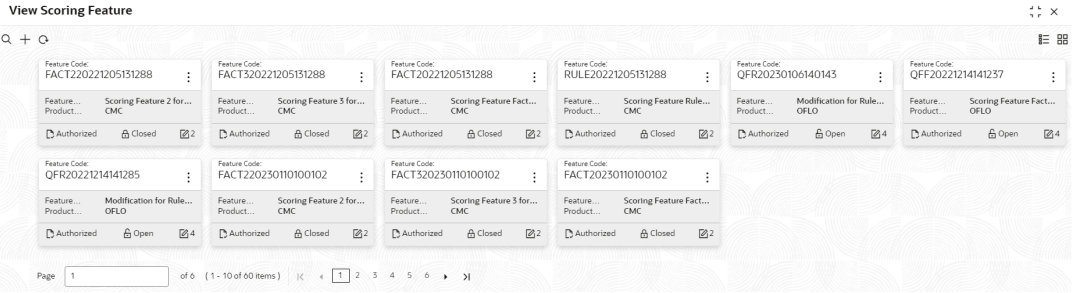 View Scoring Feature
Feature Code: Feature Code: Feature Code: Feature Code: Feature Code: Feature Code:
FACT220221205131288 FACT320221205131288 FACT20221205131288 RULE20221205131288 QFR20230106140143 QFF20221214141237
Feature... Scoring Feature 2 for... Feature... Scoring Feature 3 for... Feature... Scoring Feature Fact... Feature... Scoring Feature Rule... Feature... Modification for Rule... Feature... Scoring Feature Fact...
Product... CMC Product... CMC Product... CMC Product... CMC Product... OFLO Product... OFLO
Authorized Closed 2 Authorized Closed 2 Authorized Closed 2 Authorized Closed 2 Authorized Open 4 Authorized Open 4
Feature Code: Feature Code: Feature Code: Feature Code:
QFR20221214141285 FACT220230110100102 FACT320230110100102 FACT20230110100102
Feature... Modification for Rule... Feature... Scoring Feature 2 for... Feature... Scoring Feature 3 for... Feature... Scoring Feature Fact...
Product... OFLO Product... CMC Product... CMC Product... CMC
Authorized Open 4 Authorized Closed 2 Authorized Closed 2 Authorized Closed 2
Page 1 of 6 ( 1 - 10 of 60 items ) 1 2 3 4 5 6